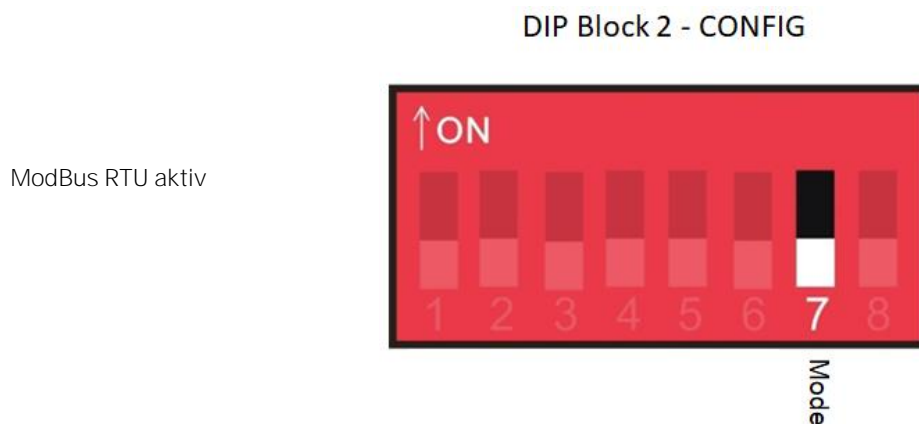 DIP Block 2 - CONFIG
↑ON
ModBus RTU aktiv
1 2 3 4 5 6 7 8
Mode